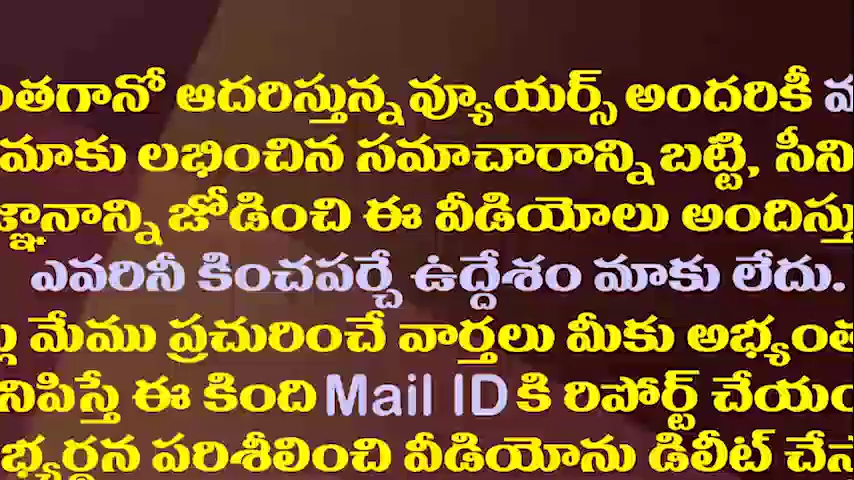 ంతగానో ఆదరిస్తున్న వ్యూయర్స్ అందరికీ
మాకు లభించిన సమాచారాన్ని బట్టి, సీని
జ్ఞానాన్ని జోడించి ఈ వీడియోలు అందిస్తు
ఎవరినీ కించపర్చే ఉద్దేశం మాకు లేదు.
మేము ప్రచురించే వార్తలు మీకు అభ్యంత
నిపిస్తే ఈ కింది Mail ID కి రిపోర్ట్ చేయం
భ్యర్థన పరిశీలించి వీడియోను డిలీట్ చేస